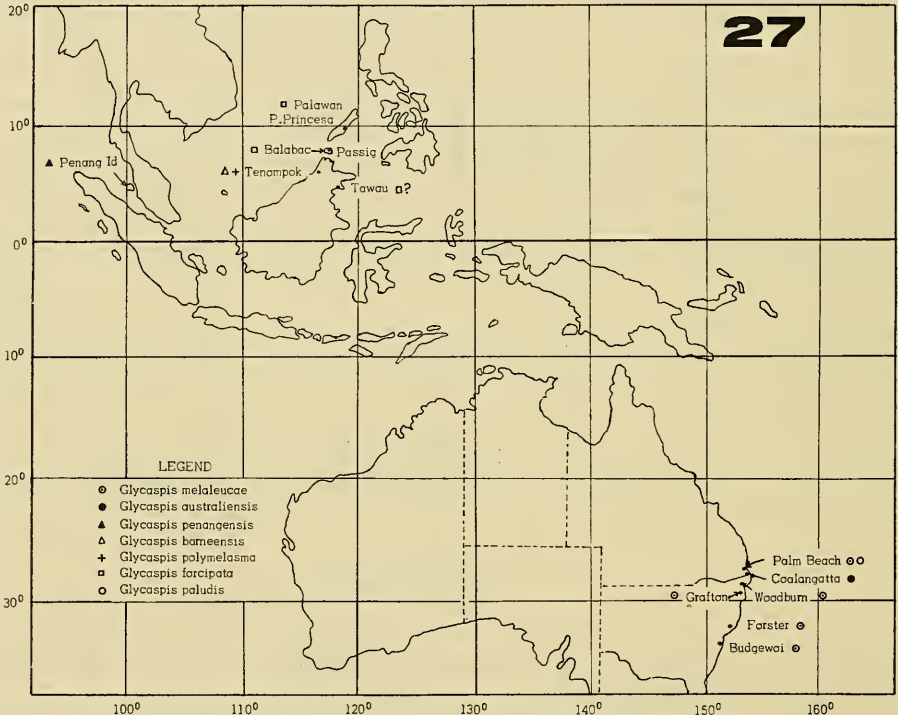 27
20°
Palawan
P.Princesa
10°
Balabac
Passig
Penang Id
+ Tenompok
Tawau ?
0°
10°
LEGEND
Glycaspis melaleucae
Glycaspis australiensis
Glycaspis penangensis
Glycaspis borneensis
+ Glycaspis polymelasma
Glycaspis forcipata
Glycaspis paludis
20°
Palm Beach
Coolangatta
30°
Grafton
Woodburn
Forster
Budgewoi
100°
110°
120°
130°
140°
150°
160°